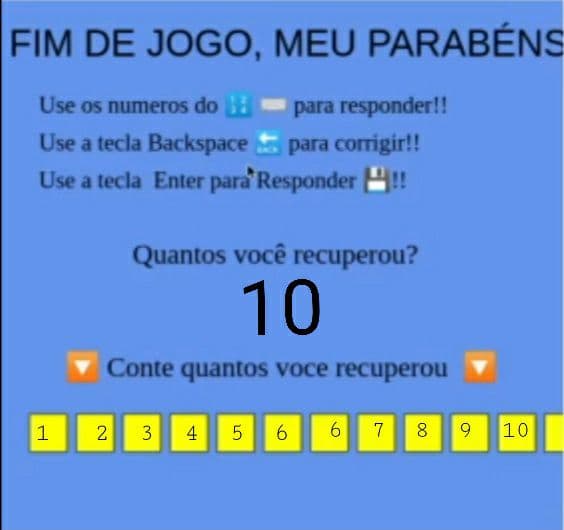 FIM DE JOGO, MEU PARABÉNS
Use os numeros do 🔢 ⌨️ para responder!!
Use a tecla Backspace 🔙 para corrigir!!
Use a tecla Enter para Responder 💾!!
Quantos você recuperou?
10
🔽 Conte quantos voce recuperou 🔽
1 2 3 4 5 6 6 7 8 9 10